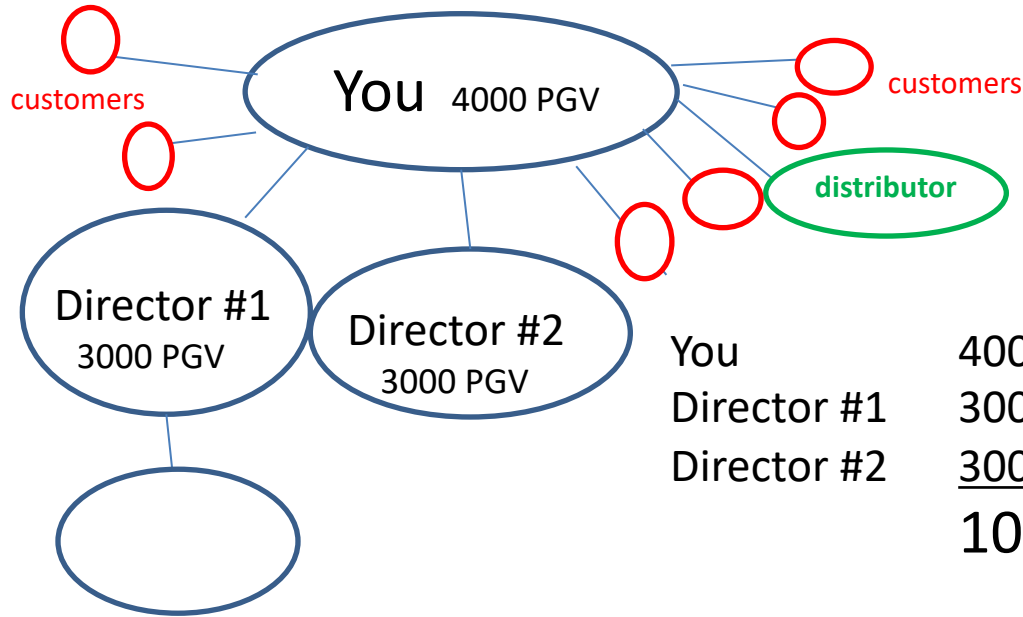 You 4000 PGV
customers
customers
distributor
Director #1
3000 PGV
Director #2
3000 PGV
You 400
Director #1 300
Director #2 300
10